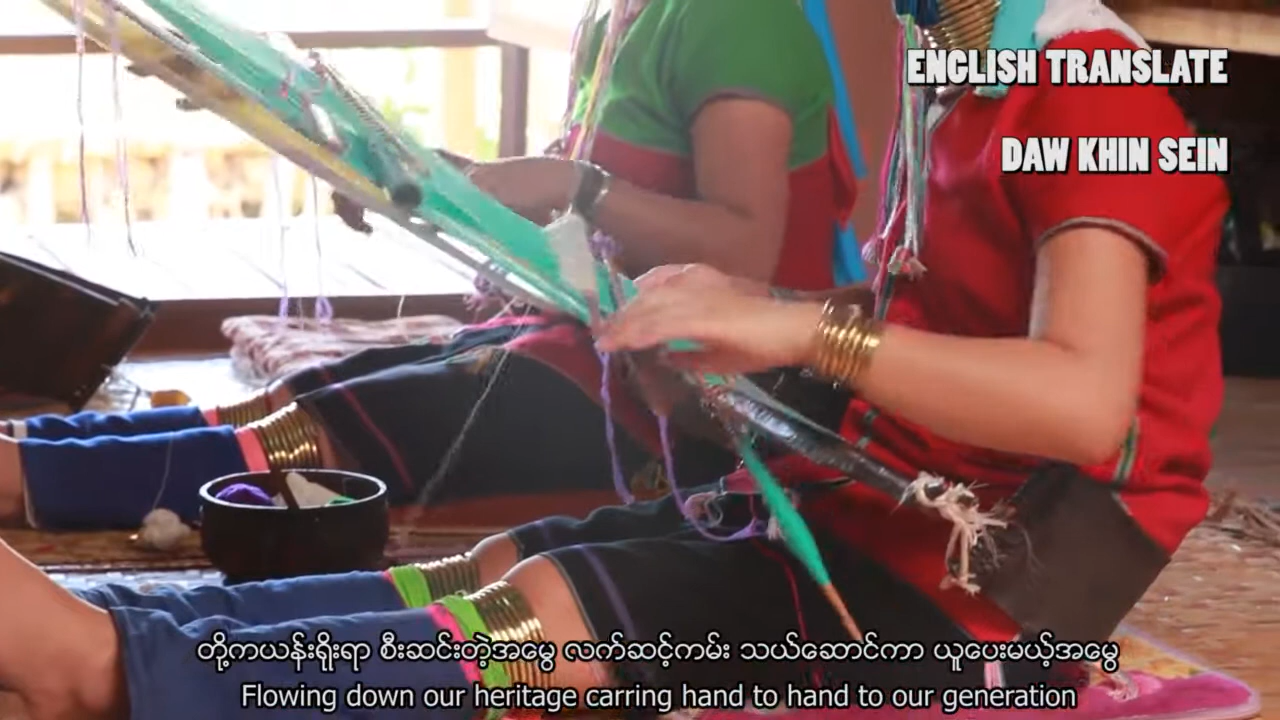 ENGLISH TRANSLATE
DAW KHIN SEIN
တို့ကယန်းရိုးရာ စီးဆင်းတဲ့အမွေ လက်ဆင့်ကမ်း သယ်ဆောင်ကာ ယူပေးမယ့်အမွေ
Flowing down our heritage carring hand to hand to our generation